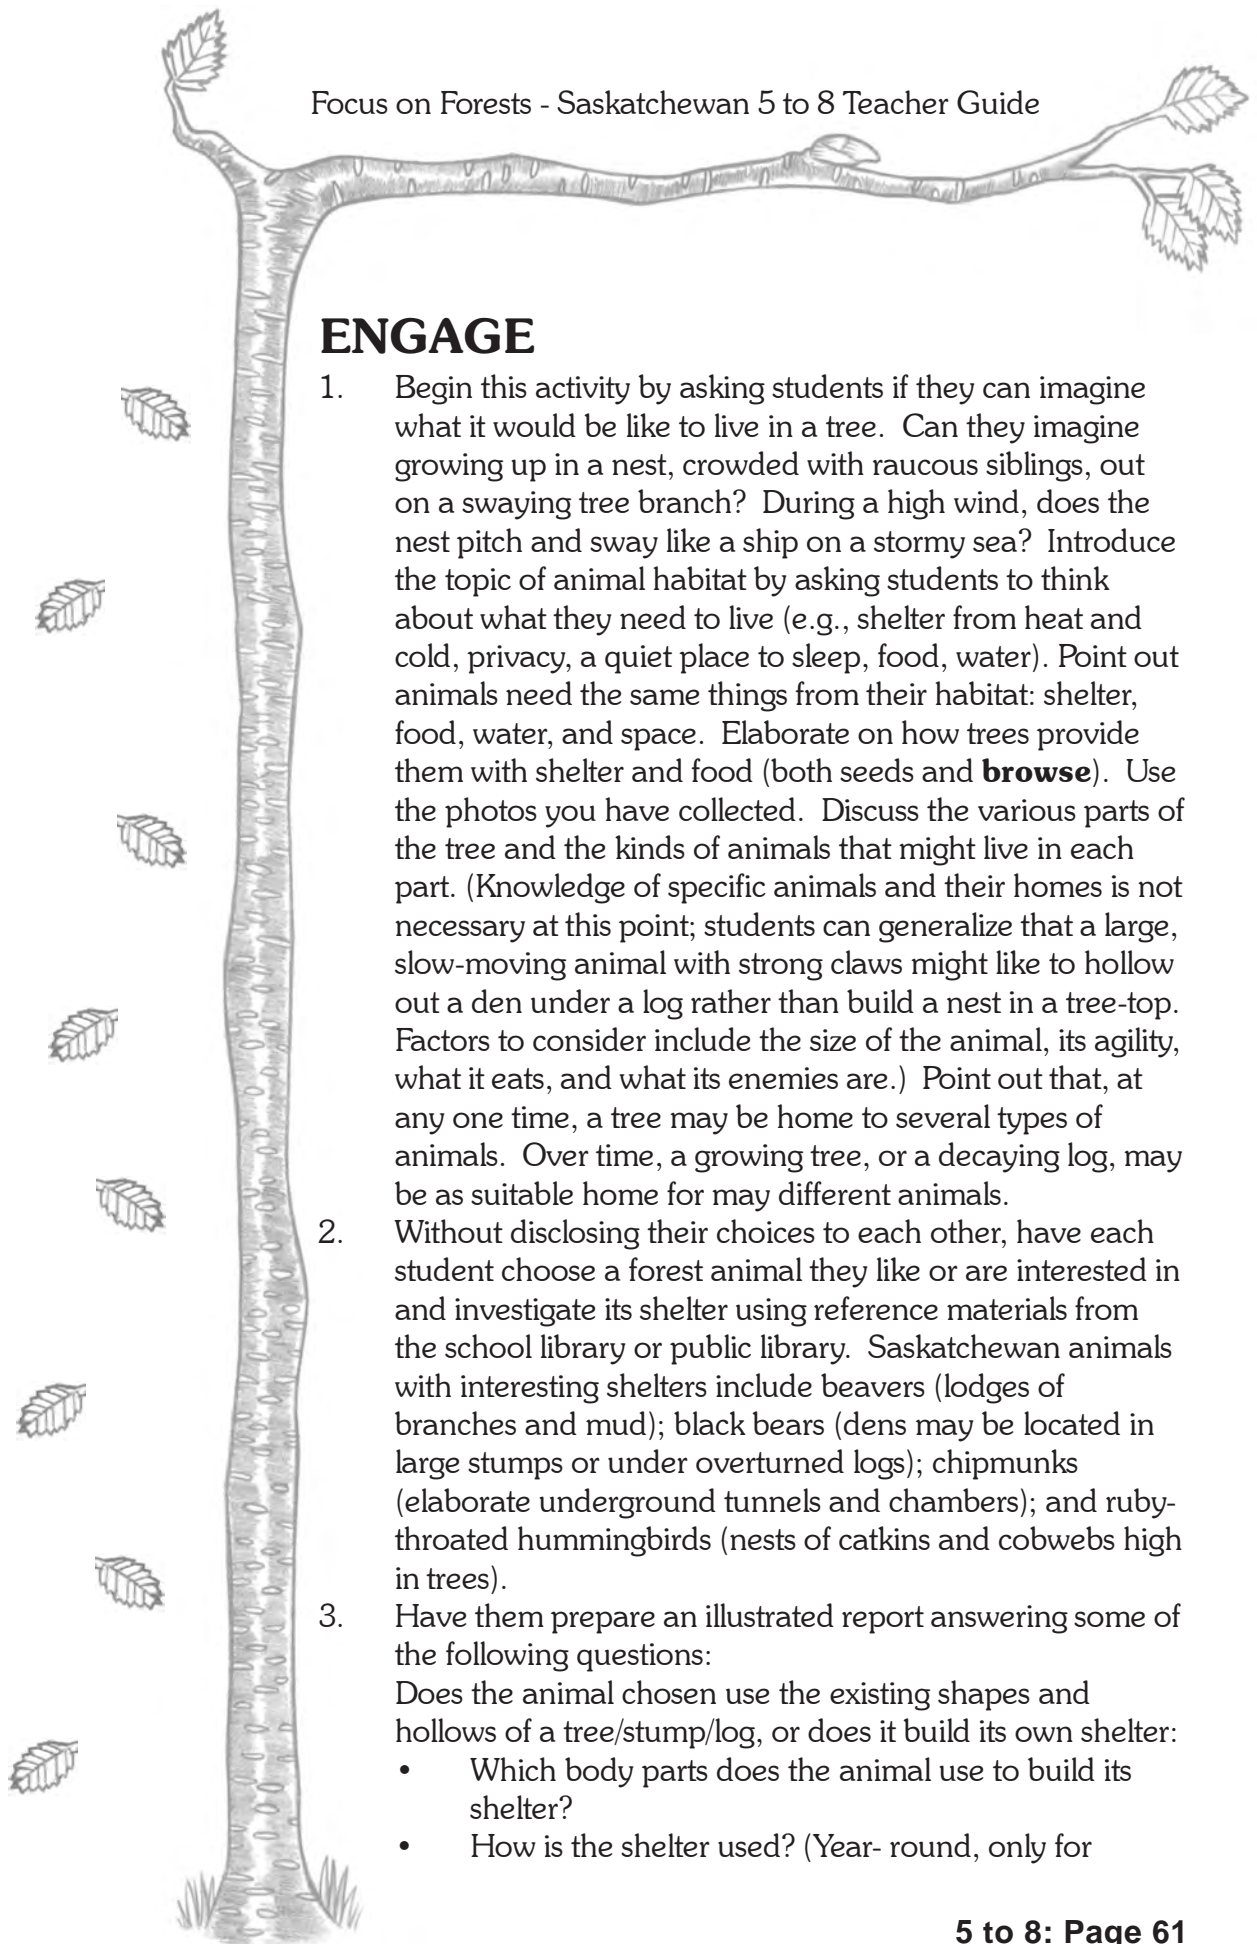 Focus on Forests - Saskatchewan 5 to 8 Teacher Guide
ENGAGE
1. Begin this activity by asking students if they can imagine
what it would be like to live in a tree. Can they imagine
growing up in a nest, crowded with raucous siblings, out
on a swaying tree branch? During a high wind, does the
nest pitch and sway like a ship on a stormy sea? Introduce
the topic of animal habitat by asking students to think
about what they need to live (e.g., shelter from heat and
cold, privacy, a quiet place to sleep, food, water). Point out
animals need the same things from their habitat: shelter,
food, water, and space. Elaborate on how trees provide
them with shelter and food (both seeds and browse). Use
the photos you have collected. Discuss the various parts of
the tree and the kinds of animals that might live in each
part. (Knowledge of specific animals and their homes is not
necessary at this point; students can generalize that a large,
slow-moving animal with strong claws might like to hollow
out a den under a log rather than build a nest in a tree-top.
Factors to consider include the size of the animal, its agility,
what it eats, and what its enemies are.) Point out that, at
any one time, a tree may be home to several types of
animals. Over time, a growing tree, or a decaying log, may
be as suitable home for may different animals.
2. Without disclosing their choices to each other, have each
student choose a forest animal they like or are interested in
and investigate its shelter using reference materials from
the school library or public library. Saskatchewan animals
with interesting shelters include beavers (lodges of
branches and mud); black bears (dens may be located in
large stumps or under overturned logs); chipmunks
(elaborate underground tunnels and chambers); and ruby-
throated hummingbirds (nests of catkins and cobwebs high
in trees).
3. Have them prepare an illustrated report answering some of
the following questions:
Does the animal chosen use the existing shapes and
hollows of a tree/stump/log, or does it build its own shelter:
• Which body parts does the animal use to build its
shelter?
• How is the shelter used? (Year- round, only for
5 to 8: Page 61